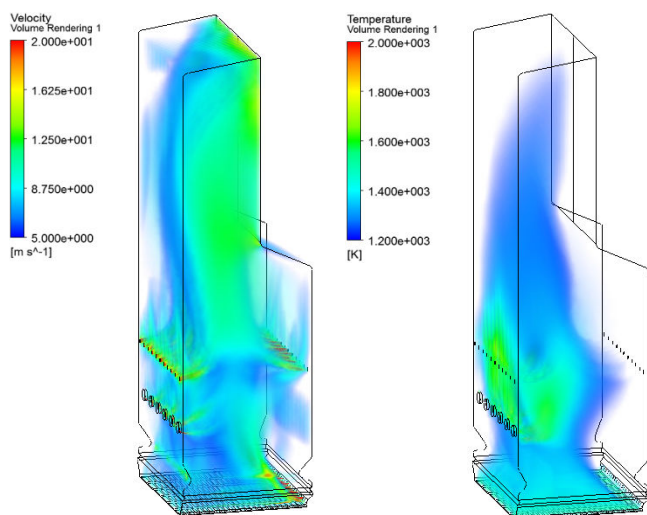 Velocity
Volume Rendering 1
2.000e+001
1.625e+001
1.250e+001
8.750e+000
5.000e+000
[m s^-1]
Temperature
Volume Rendering 1
2.000e+003
1.800e+003
1.600e+003
1.400e+003
1.200e+003
[K]